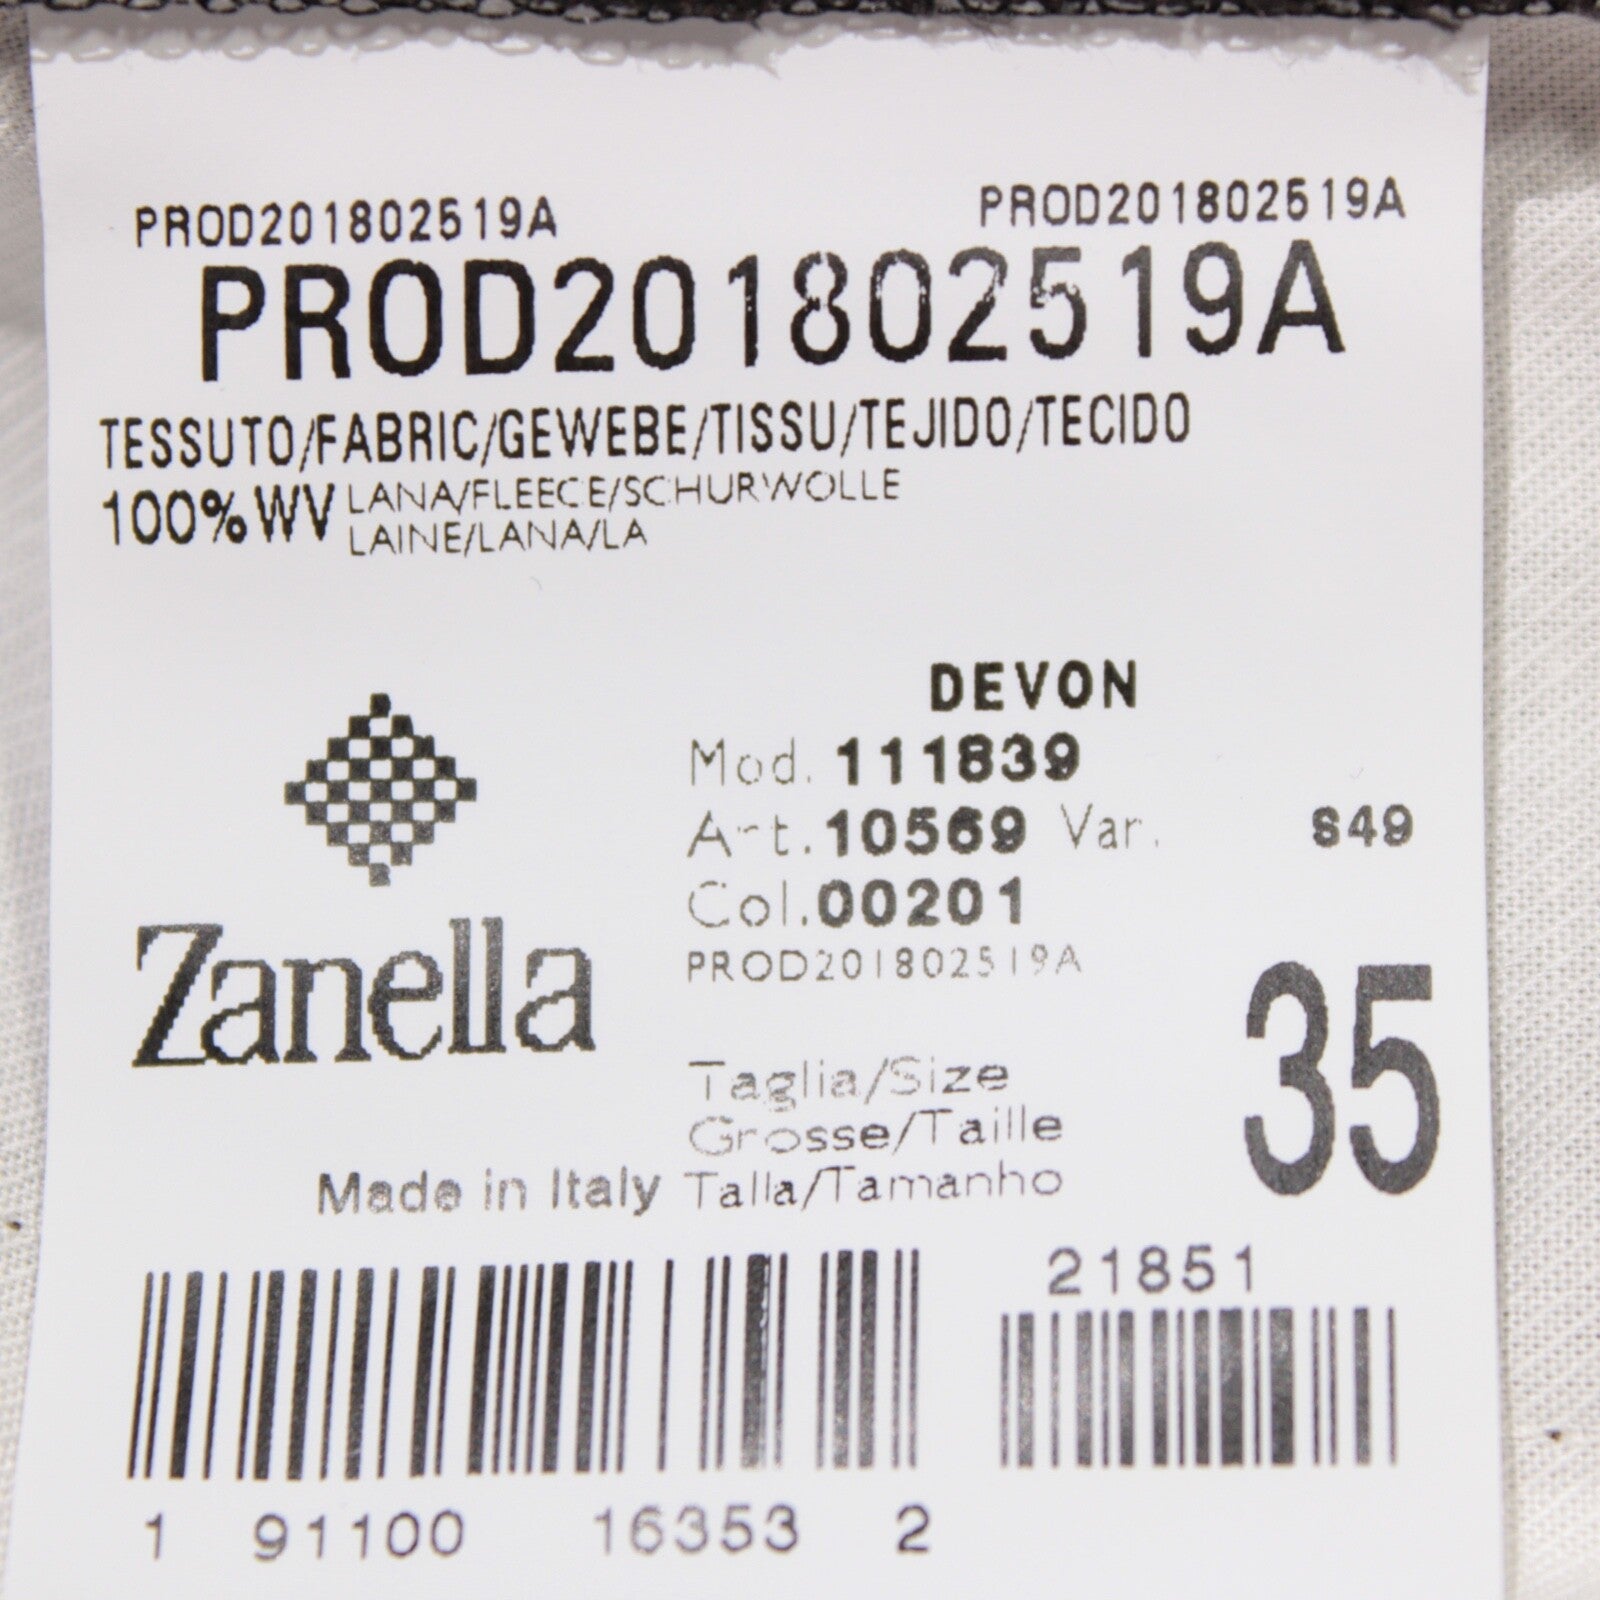 PROD201802519A PROD201802519A
PROD201802519A
TESSUTO/FABRIC/GEWEBE/TISSU/TEJIDO/TECIDO
100%WV LANA/FLEECE/SCHURWOLLE
LAINE/LANA/LA
DEVON
Mod. 111839
Art. 10569 Var. S49
Col. 00201
PROD201802519A
Zanella
Taglia/Size
Grosse/Taille
Talla/Tamanho
35
Made in Italy
21851
1 91100 16353 2